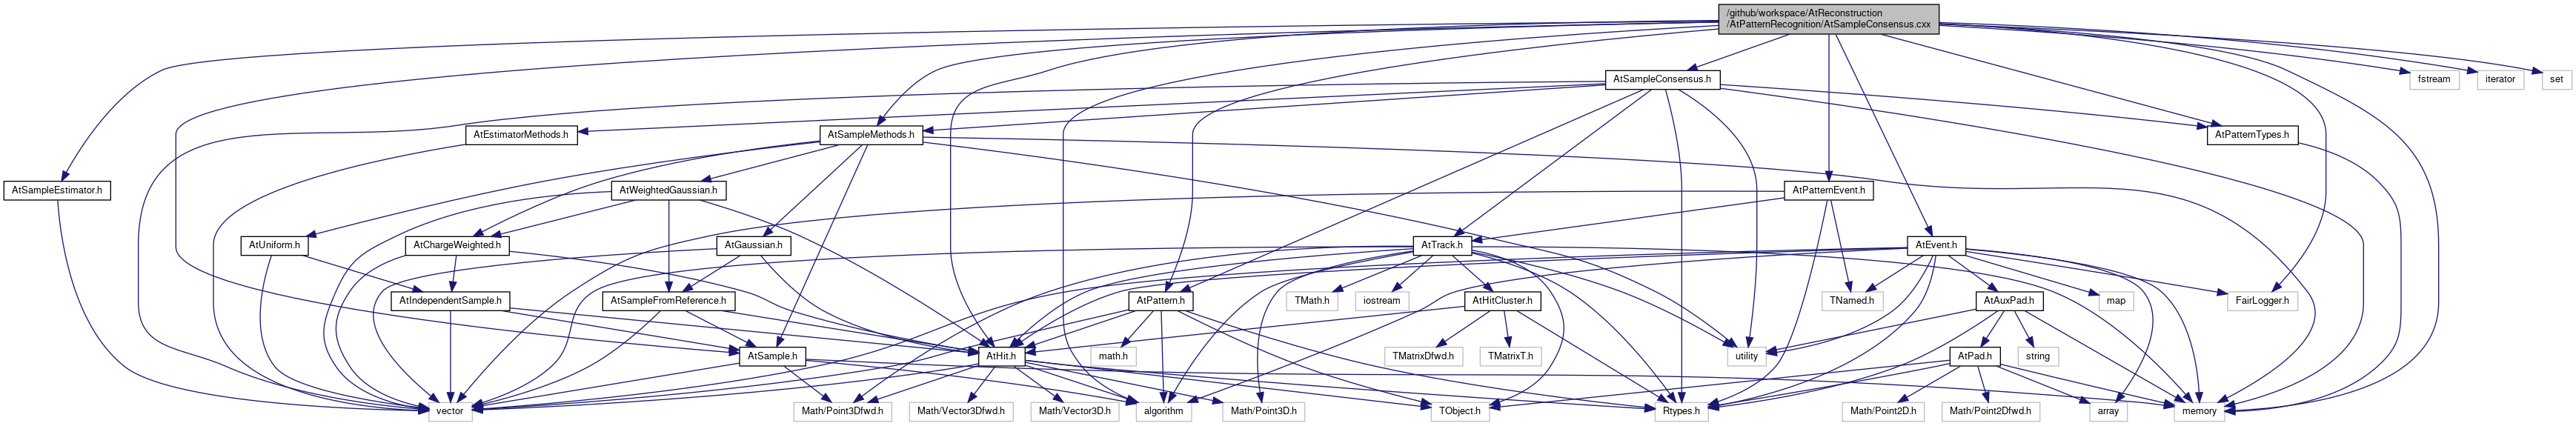 /github/workspace/AtReconstruction
/AtPatternRecognition/AtSampleConsensus.cxx
AtSampleConsensus.h
fstream
iterator
set
AtEstimatorMethods.h
AtSampleMethods.h
AtPatternTypes.h
AtSampleEstimator.h
AtWeightedGaussian.h
AtPatternEvent.h
AtUniform.h
AtChargeWeighted.h
AtGaussian.h
AtTrack.h
AtEvent.h
AtIndependentSample.h
AtSampleFromReference.h
AtPattern.h
TMath.h
iostream
AtHitCluster.h
TNamed.h
AtAuxPad.h
map
FairLogger.h
AtSample.h
AtHit.h
math.h
TMatrixDfwd.h
TMatrixT.h
utility
AtPad.h
string
vector
Math/Point3Dfwd.h
Math/Vector3Dfwd.h
Math/Vector3D.h
algorithm
Math/Point3D.h
TObject.h
Rtypes.h
Math/Point2D.h
Math/Point2Dfwd.h
array
memory